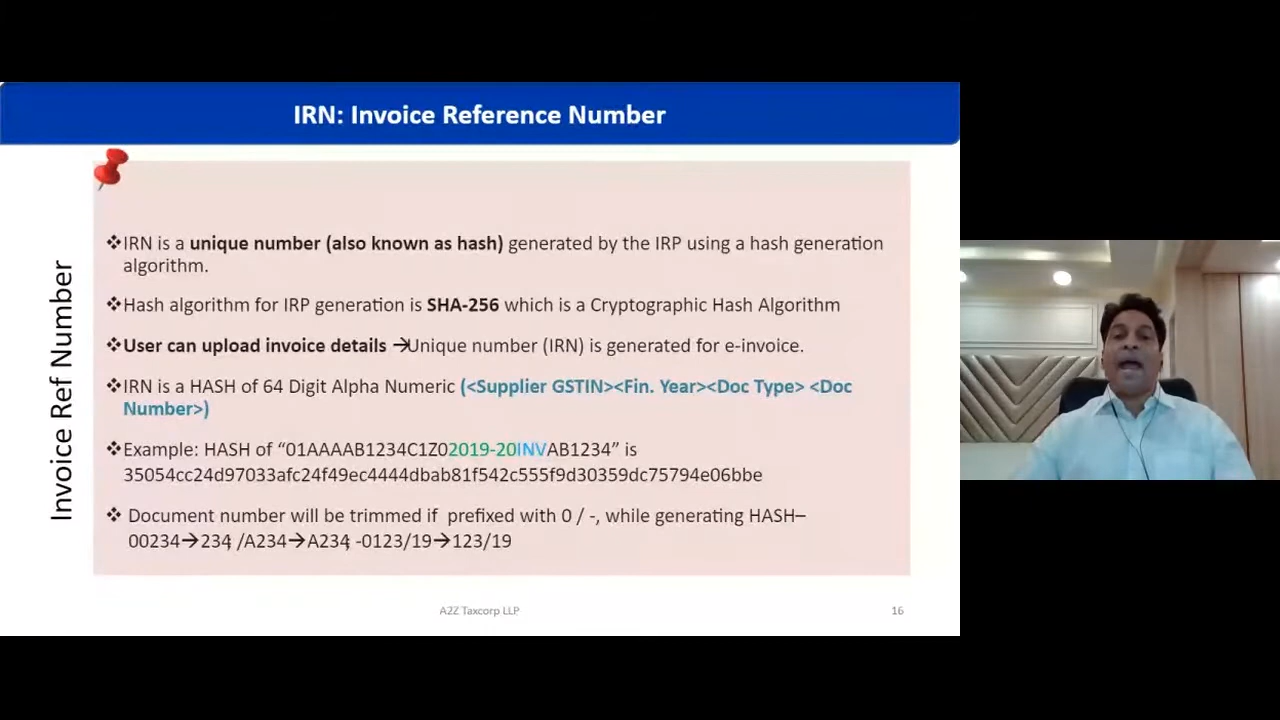 IRN: Invoice Reference Number
Invoice Ref Number
❖IRN is a unique number (also known as hash) generated by the IRP using a hash generation
algorithm.
❖Hash algorithm for IRP generation is SHA-256 which is a Cryptographic Hash Algorithm
❖User can upload invoice details →Unique number (IRN) is generated for e-invoice.
❖IRN is a HASH of 64 Digit Alpha Numeric (<Supplier GSTIN><Fin. Year><Doc Type> <Doc
Number>)
❖Example: HASH of “01AAAAB1234C1Z02019-20INVAB1234” is
35054cc24d97033afc24f49ec4444dbab81f542c555f9d30359dc75794e06bbe
❖ Document number will be trimmed if prefixed with 0 / -, while generating HASH–
00234→234, /A234→A234, -0123/19→123/19
A2Z Taxcorp LLP
16